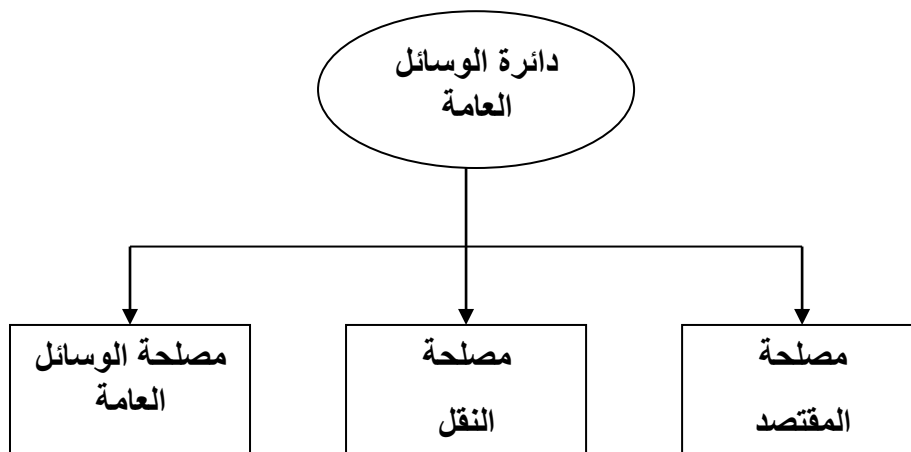 دائرة الوسائل
العامة
مصلحة
المقتصد
مصلحة
النقل
مصلحة الوسائل
العامة